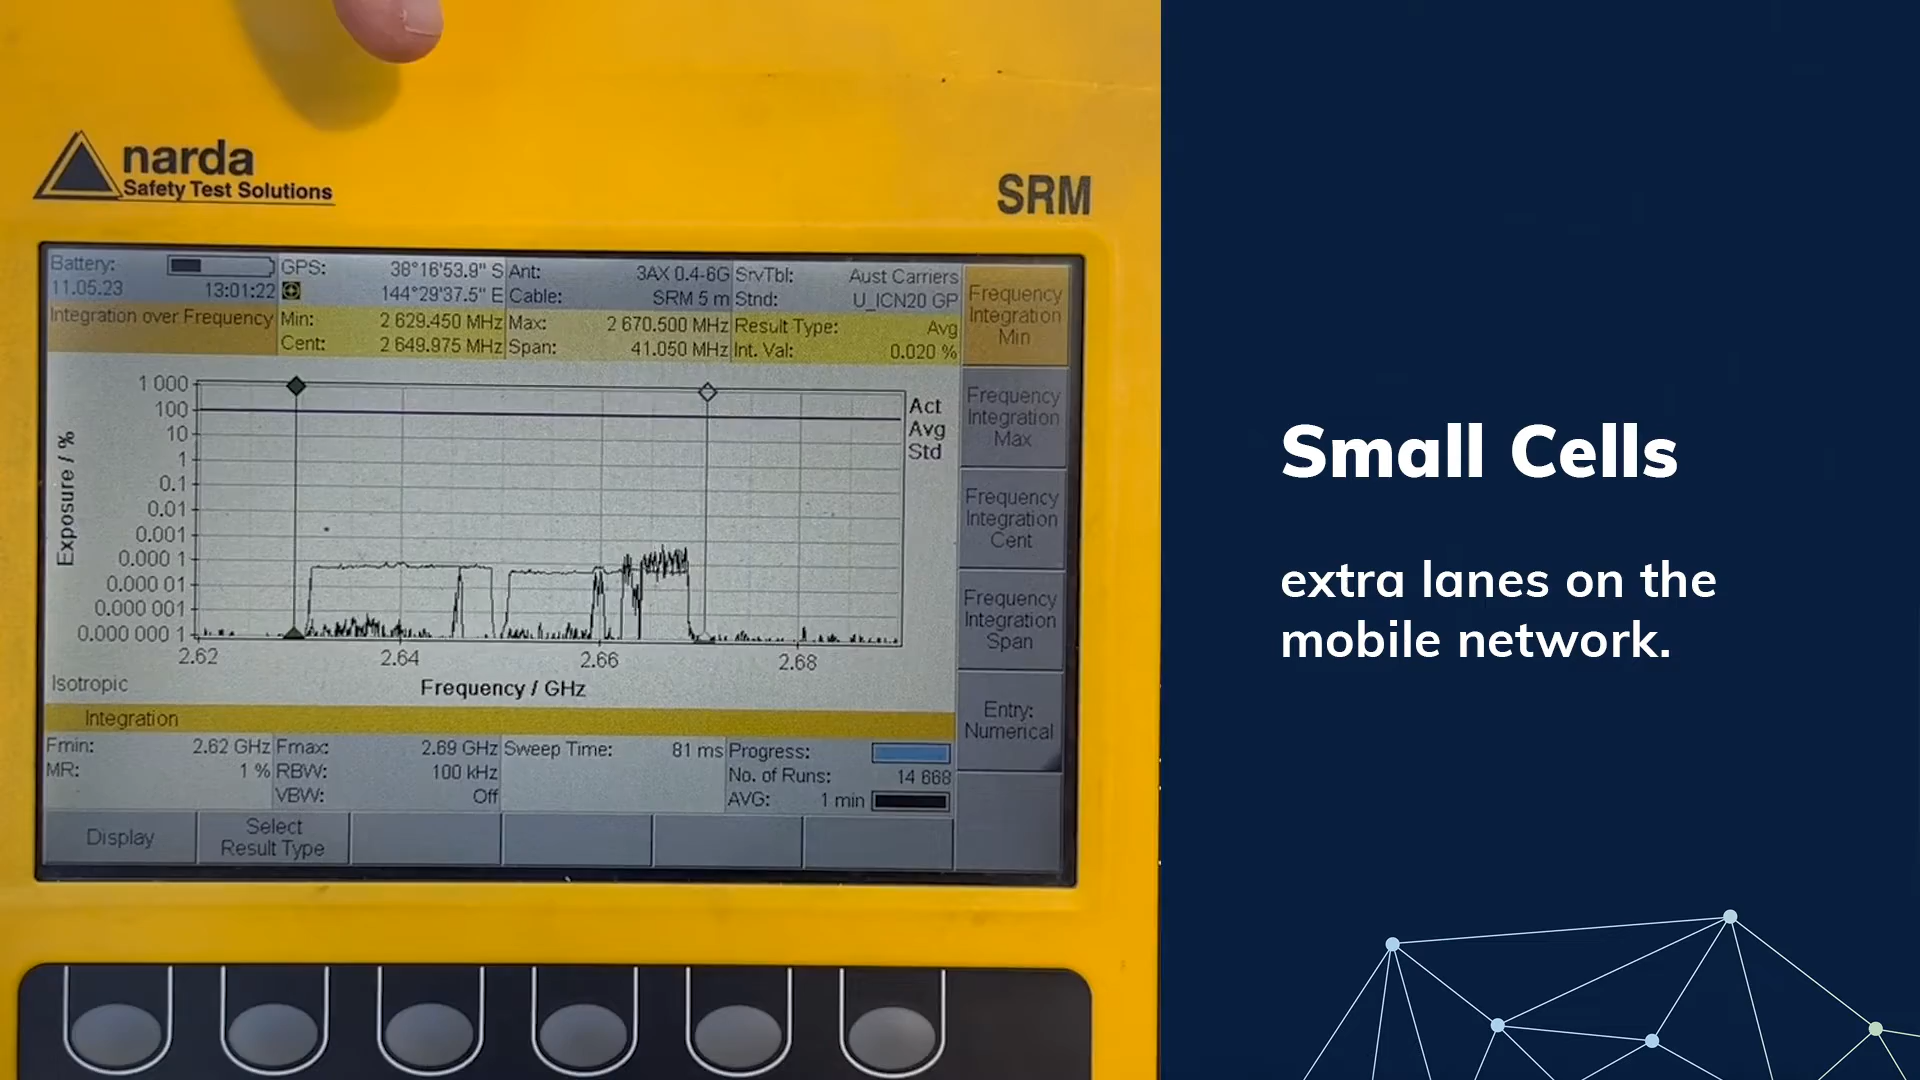 narda
Safety Test Solutions
SRM
Battery:
11.05.23 13:01:22
GPS: 38°16'53.9" S
144°29'37.5" E
Ant: 3AX 0.4-6G
Cable: SRM 5 m
SrvTbl: Aust Carriers
Stnd: U_ICN20 GP
Integration over Frequency
Min: 2 629.450 MHz
Cent: 2 649.975 MHz
Max: 2 670.500 MHz
Span: 41.050 MHz
Result Type: Avg
Int. Val: 0.020 %
Frequency
Integration
Min
Frequency
Integration
Max
Frequency
Integration
Cent
Frequency
Integration
Span
Entry:
Numerical
Exposure / %
1 000
100
10
1
0.1
0.01
0.001
0.000 1
0.000 01
0.000 001
0.000 000 1
Act
Avg
Std
2.62 2.64 2.66 2.68
Isotropic
Frequency / GHz
Integration
Fmin: 2.62 GHz
MR: 1 %
Fmax: 2.69 GHz
RBW: 100 kHz
VBW: Off
Sweep Time: 81 ms
Progress:
No. of Runs: 14 668
AVG: 1 min
Display
Select
Result Type
Small Cells
extra lanes on the
mobile network.